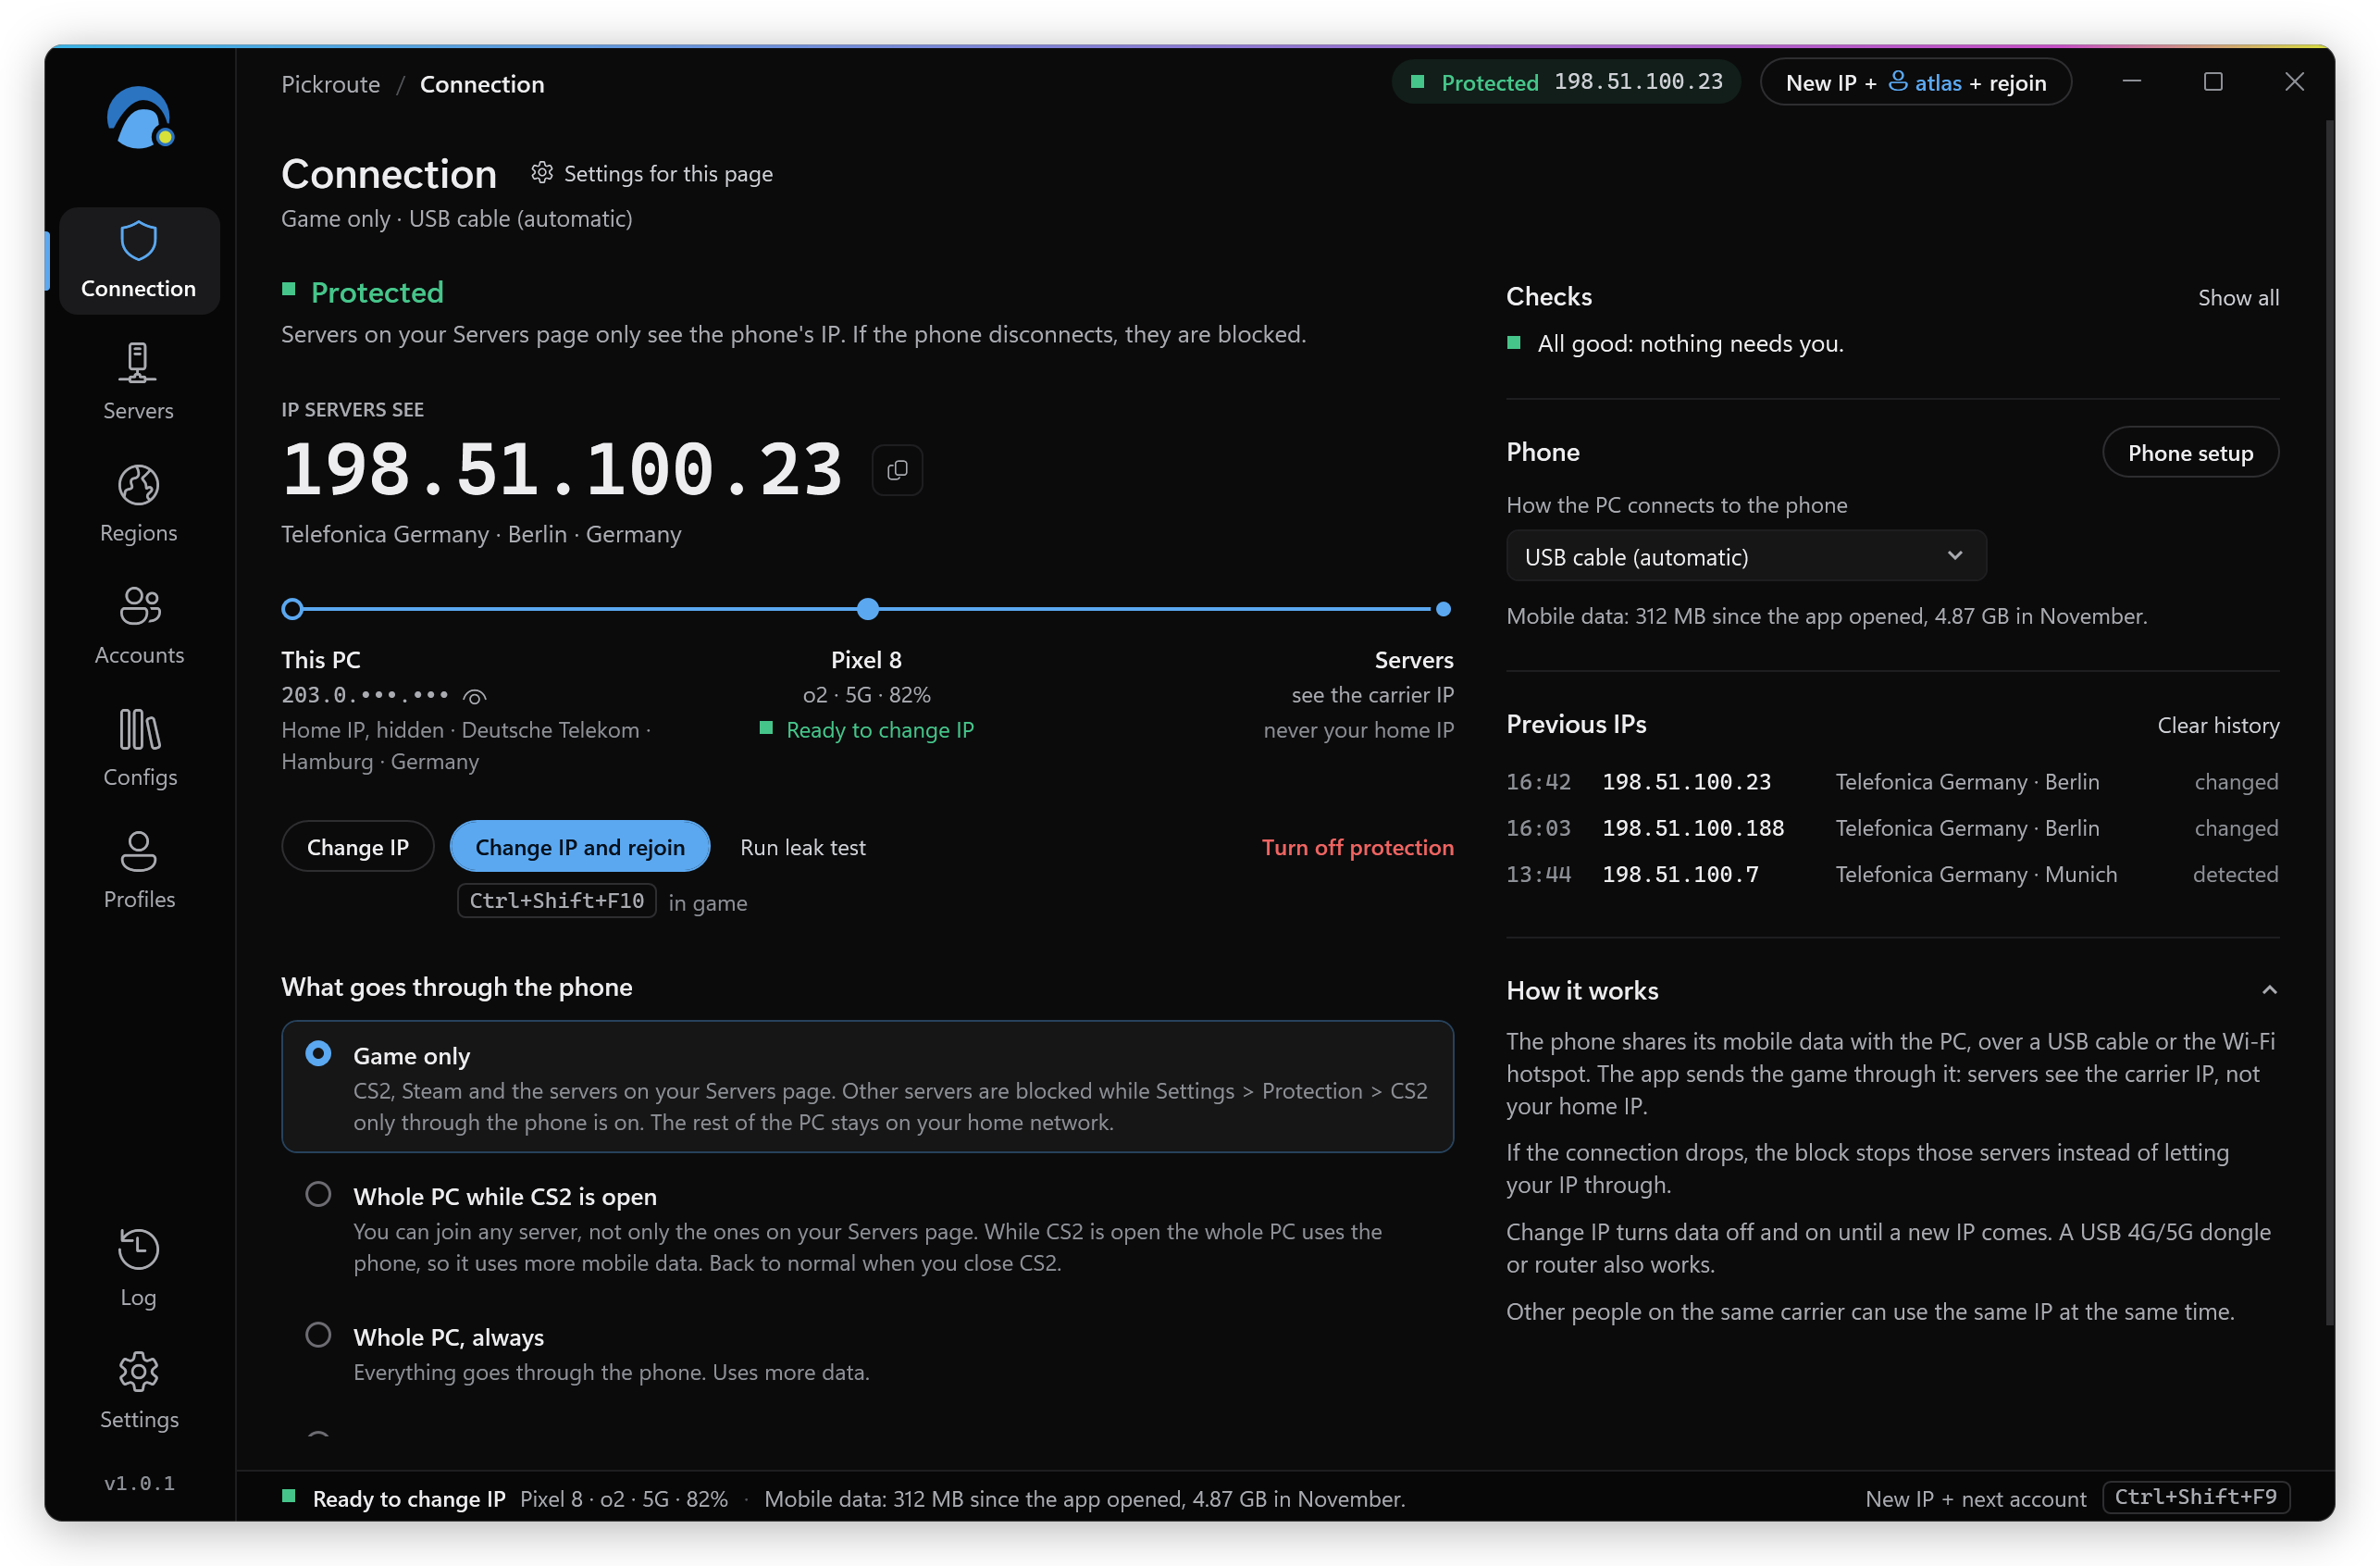 Pickroute / Connection
Protected 198.51.100.23
New IP + atlas + rejoin
Connection
Servers
Regions
Accounts
Configs
Profiles
Log
Settings
v1.0.1
Connection
Settings for this page
Game only · USB cable (automatic)
Protected
Servers on your Servers page only see the phone's IP. If the phone disconnects, they are blocked.
IP SERVERS SEE
198.51.100.23
Telefonica Germany · Berlin · Germany
This PC
203.0.•••.•••
Home IP, hidden · Deutsche Telekom ·
Hamburg · Germany
Pixel 8
o2 · 5G · 82%
Ready to change IP
Servers
see the carrier IP
never your home IP
Change IP
Change IP and rejoin
Run leak test
Turn off protection
Ctrl+Shift+F10 in game
What goes through the phone
Game only
CS2, Steam and the servers on your Servers page. Other servers are blocked while Settings > Protection > CS2
only through the phone is on. The rest of the PC stays on your home network.
Whole PC while CS2 is open
You can join any server, not only the ones on your Servers page. While CS2 is open the whole PC uses the
phone, so it uses more mobile data. Back to normal when you close CS2.
Whole PC, always
Everything goes through the phone. Uses more data.
Checks
Show all
All good: nothing needs you.
Phone
Phone setup
How the PC connects to the phone
USB cable (automatic)
Mobile data: 312 MB since the app opened, 4.87 GB in November.
Previous IPs
Clear history
16:42 198.51.100.23 Telefonica Germany · Berlin changed
16:03 198.51.100.188 Telefonica Germany · Berlin changed
13:44 198.51.100.7 Telefonica Germany · Munich detected
How it works
The phone shares its mobile data with the PC, over a USB cable or the Wi-Fi
hotspot. The app sends the game through it: servers see the carrier IP, not
your home IP.
If the connection drops, the block stops those servers instead of letting
your IP through.
Change IP turns data off and on until a new IP comes. A USB 4G/5G dongle
or router also works.
Other people on the same carrier can use the same IP at the same time.
Ready to change IP Pixel 8 · o2 · 5G · 82% · Mobile data: 312 MB since the app opened, 4.87 GB in November.
New IP + next account Ctrl+Shift+F9